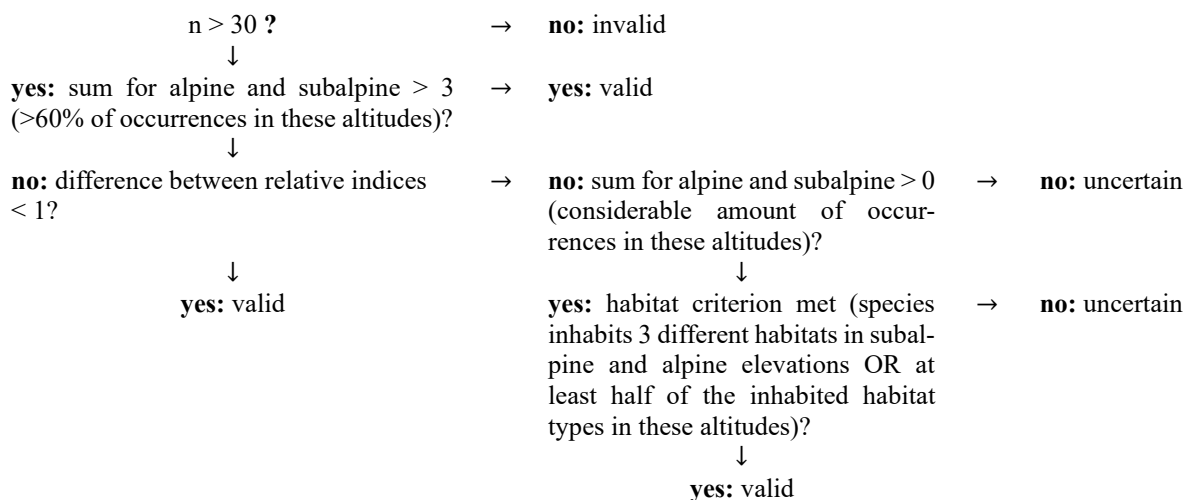 n > 30 ? → no: invalid
↓
yes: sum for alpine and subalpine > 3 → yes: valid
(>60% of occurrences in these altitudes)?
↓
no: difference between relative indices → no: sum for alpine and subalpine > 0 → no: uncertain
< 1? (considerable amount of occur-
rences in these altitudes)?
↓ ↓
yes: valid yes: habitat criterion met (species → no: uncertain
inhabits 3 different habitats in subal-
pine and alpine elevations OR at
least half of the inhabited habitat
types in these altitudes)?
↓
yes: valid